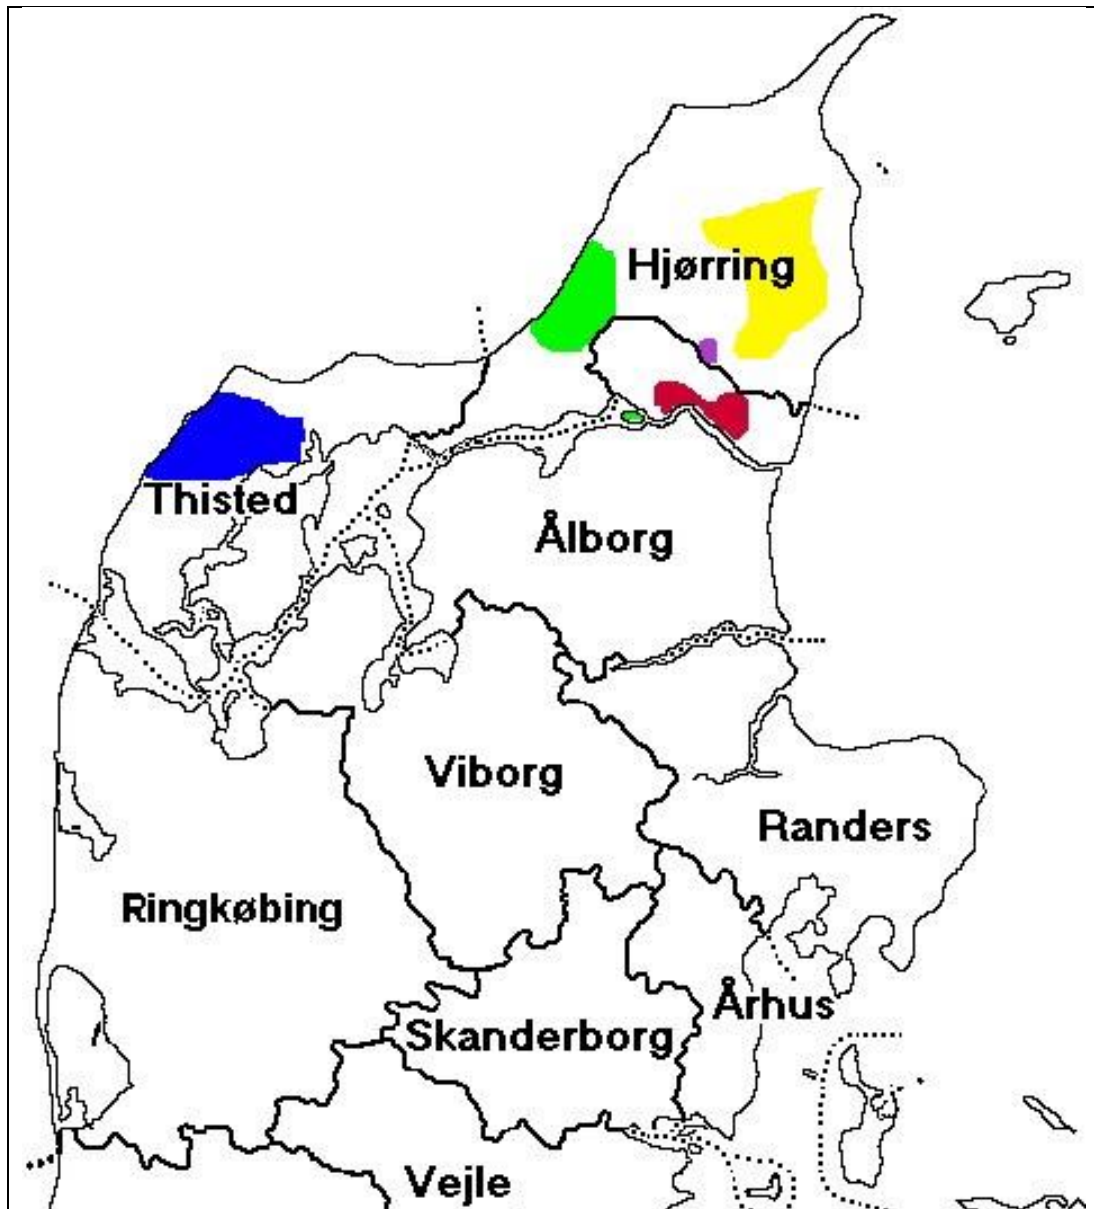 Hjørring
Thisted
Ålborg
Viborg
Randers
Ringkøbing
Århus
Skanderborg
Vejle